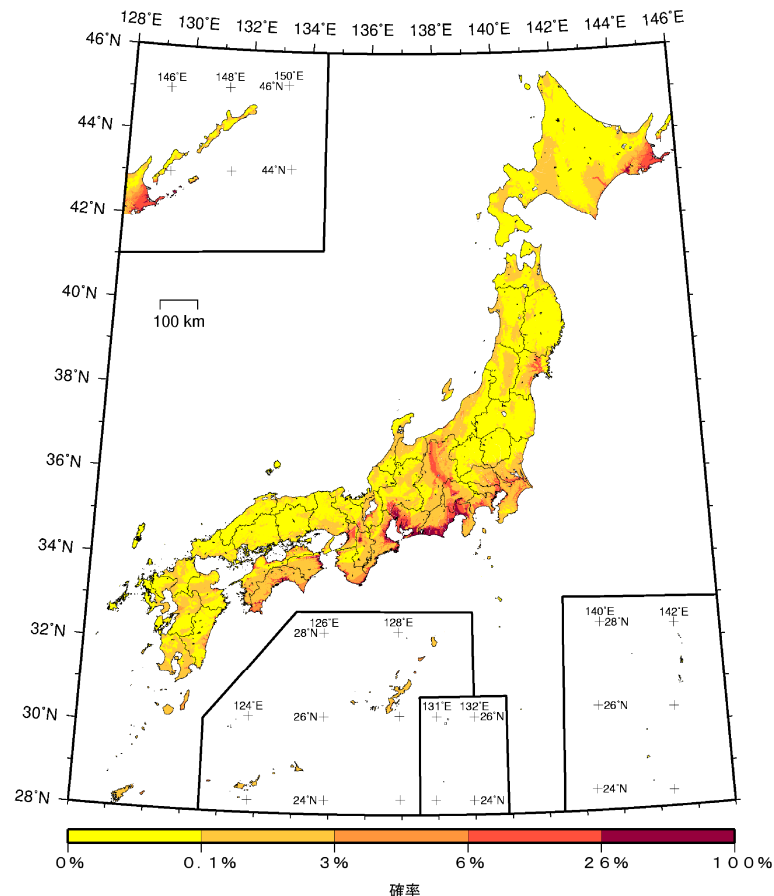 128°E 130°E 132°E 134°E 136°E 138°E 140°E 142°E 144°E 146°E
46°N
146°E 148°E 150°E
46°N
44°N
44°N
42°N
40°N
100 km
38°N
36°N
34°N
32°N
126°E 128°E
28°N
140°E 142°E
28°N
30°N
124°E
26°N
131°E 132°E
26°N
26°N
28°N
24°N
24°N
24°N
0% 0.1% 3% 6% 26% 100%
確率